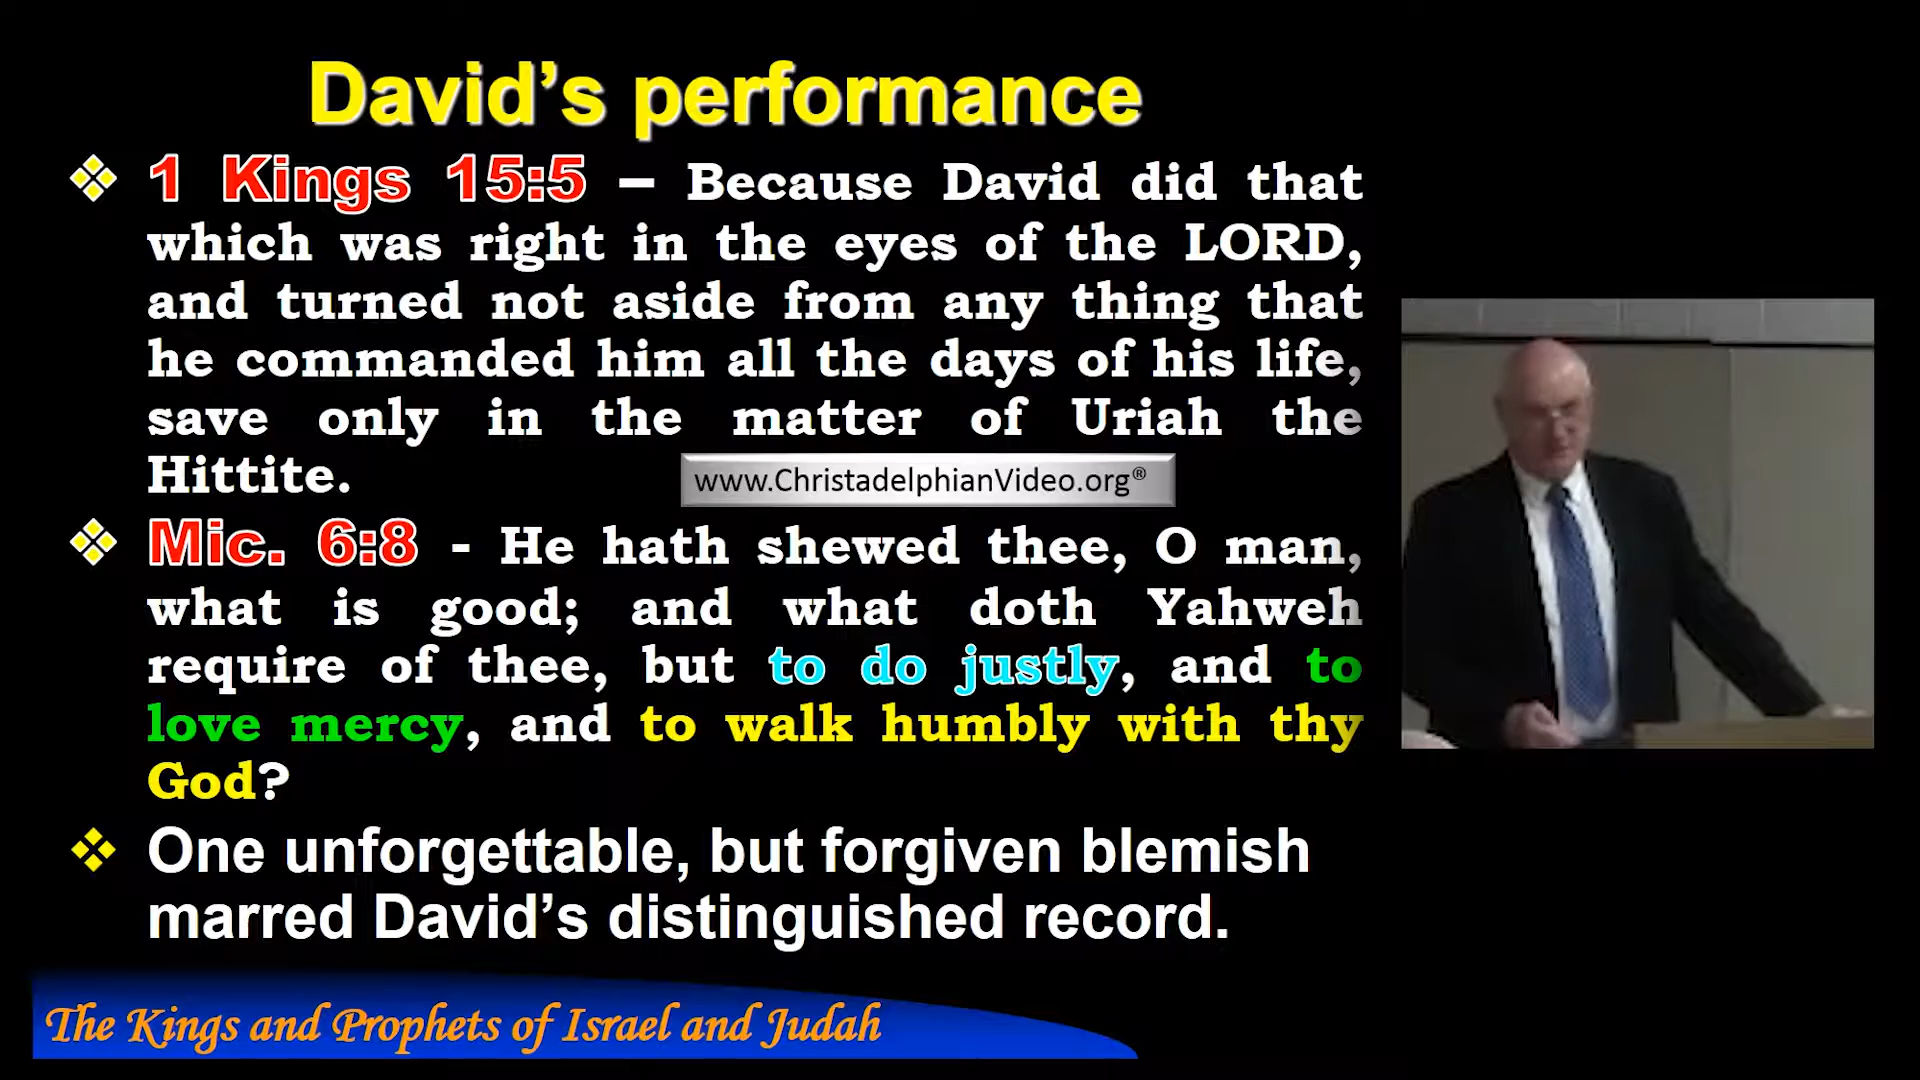 David's performance
❖ 1 Kings 15:5 – Because David did that
which was right in the eyes of the LORD,
and turned not aside from any thing that
he commanded him all the days of his life,
save only in the matter of Uriah the
Hittite.
www.ChristadelphianVideo.org®
❖ Mic. 6:8 - He hath shewed thee, O man,
what is good; and what doth Yahweh
require of thee, but to do justly, and to
love mercy, and to walk humbly with thy
God?
❖ One unforgettable, but forgiven blemish
marred David's distinguished record.
The Kings and Prophets of Israel and Judah